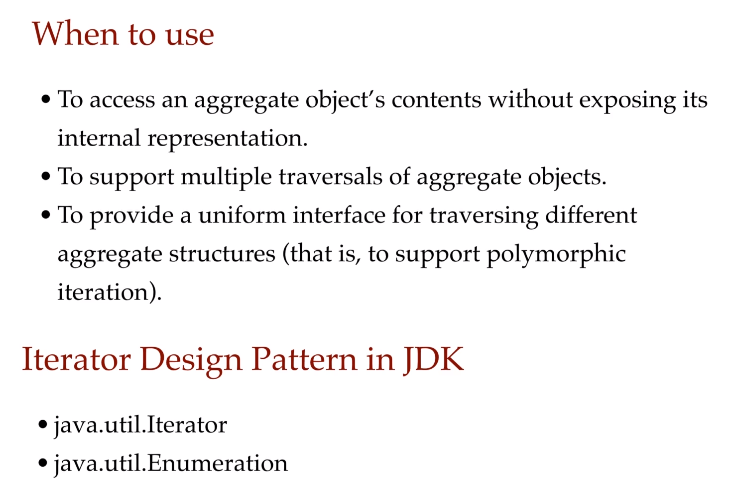 When to use
• To access an aggregate object’s contents without exposing its
internal representation.
• To support multiple traversals of aggregate objects.
• To provide a uniform interface for traversing different
aggregate structures (that is, to support polymorphic
iteration).
Iterator Design Pattern in JDK
• java.util.Iterator
• java.util.Enumeration